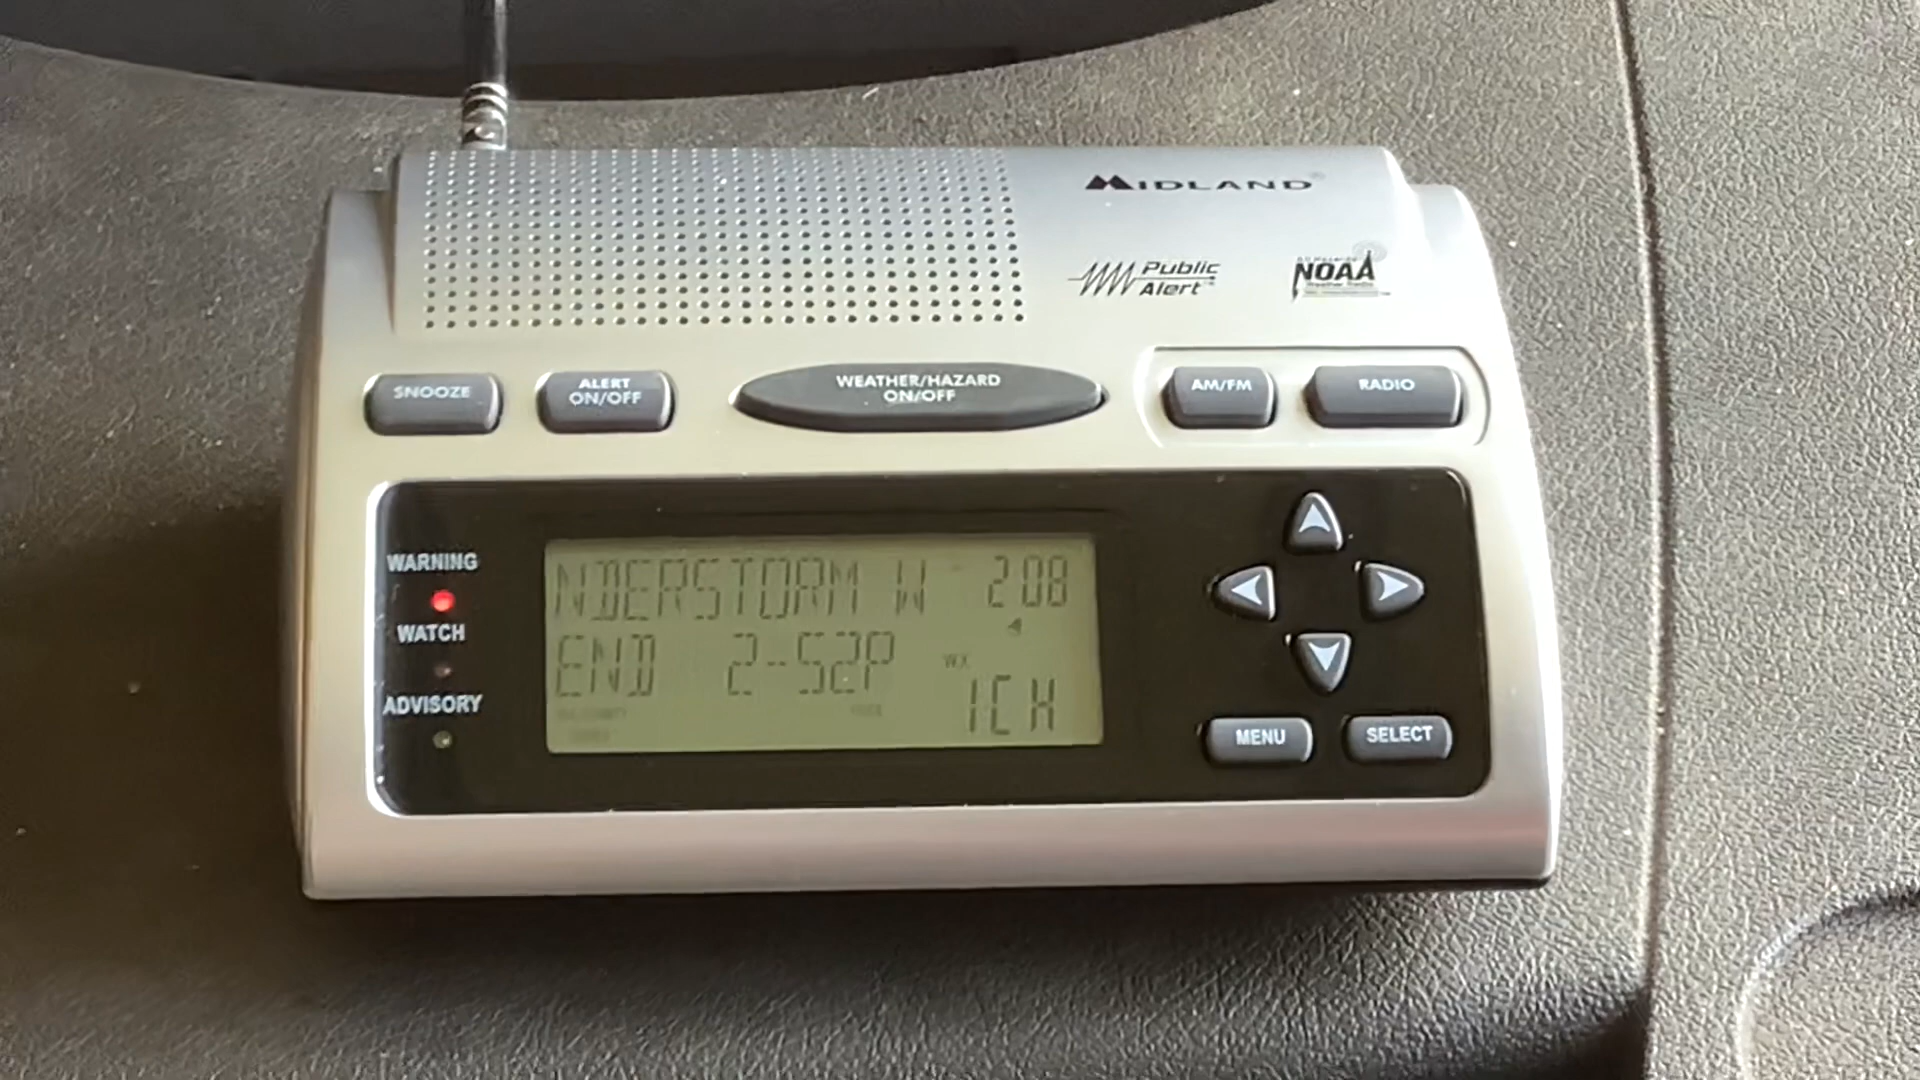 MIDLAND
Public Alert
NOAA
SNOOZE
ALERT ON/OFF
WEATHER/HAZARD ON/OFF
AM/FM
RADIO
WARNING
WATCH
ADVISORY
NDERSTORM W 2 08
END 2-52P
WX
1CH
MENU
SELECT